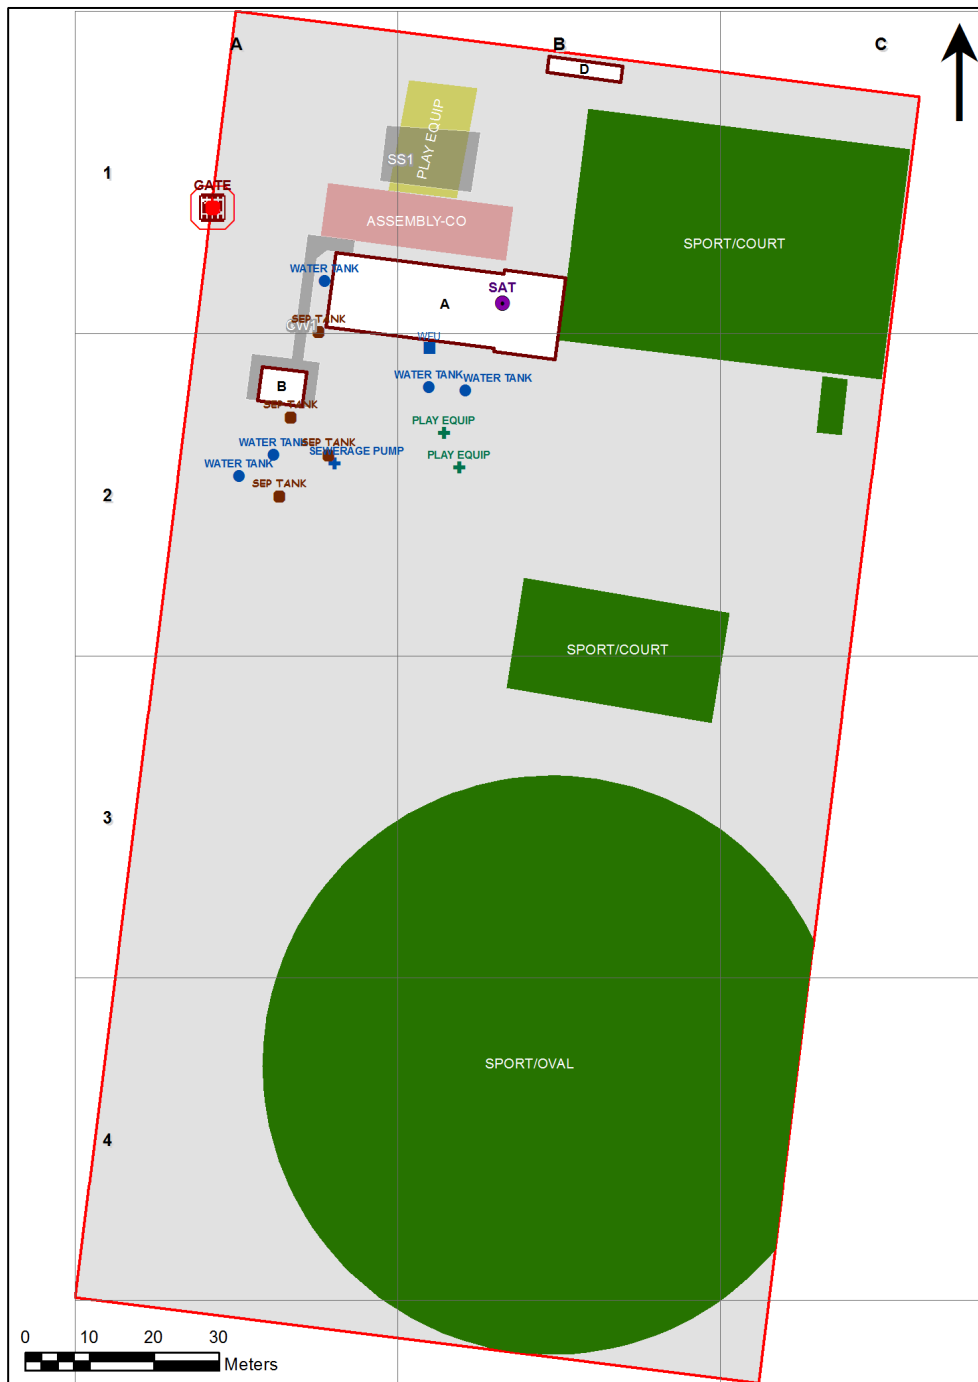 A
B
C
D
PLAY EQUIP
SS1
1
GATE
ASSEMBLY-CO
SPORT/COURT
WATER TANK
SAT
A
SEP TANK
CW1
WFU
B
WATER TANK
WATER TANK
SEP TANK
PLAY EQUIP
WATER TANK
SEP TANK
SEWERAGE PUMP
PLAY EQUIP
WATER TANK
SEP TANK
2
SPORT/COURT
3
SPORT/OVAL
4
0 10 20 30
Meters